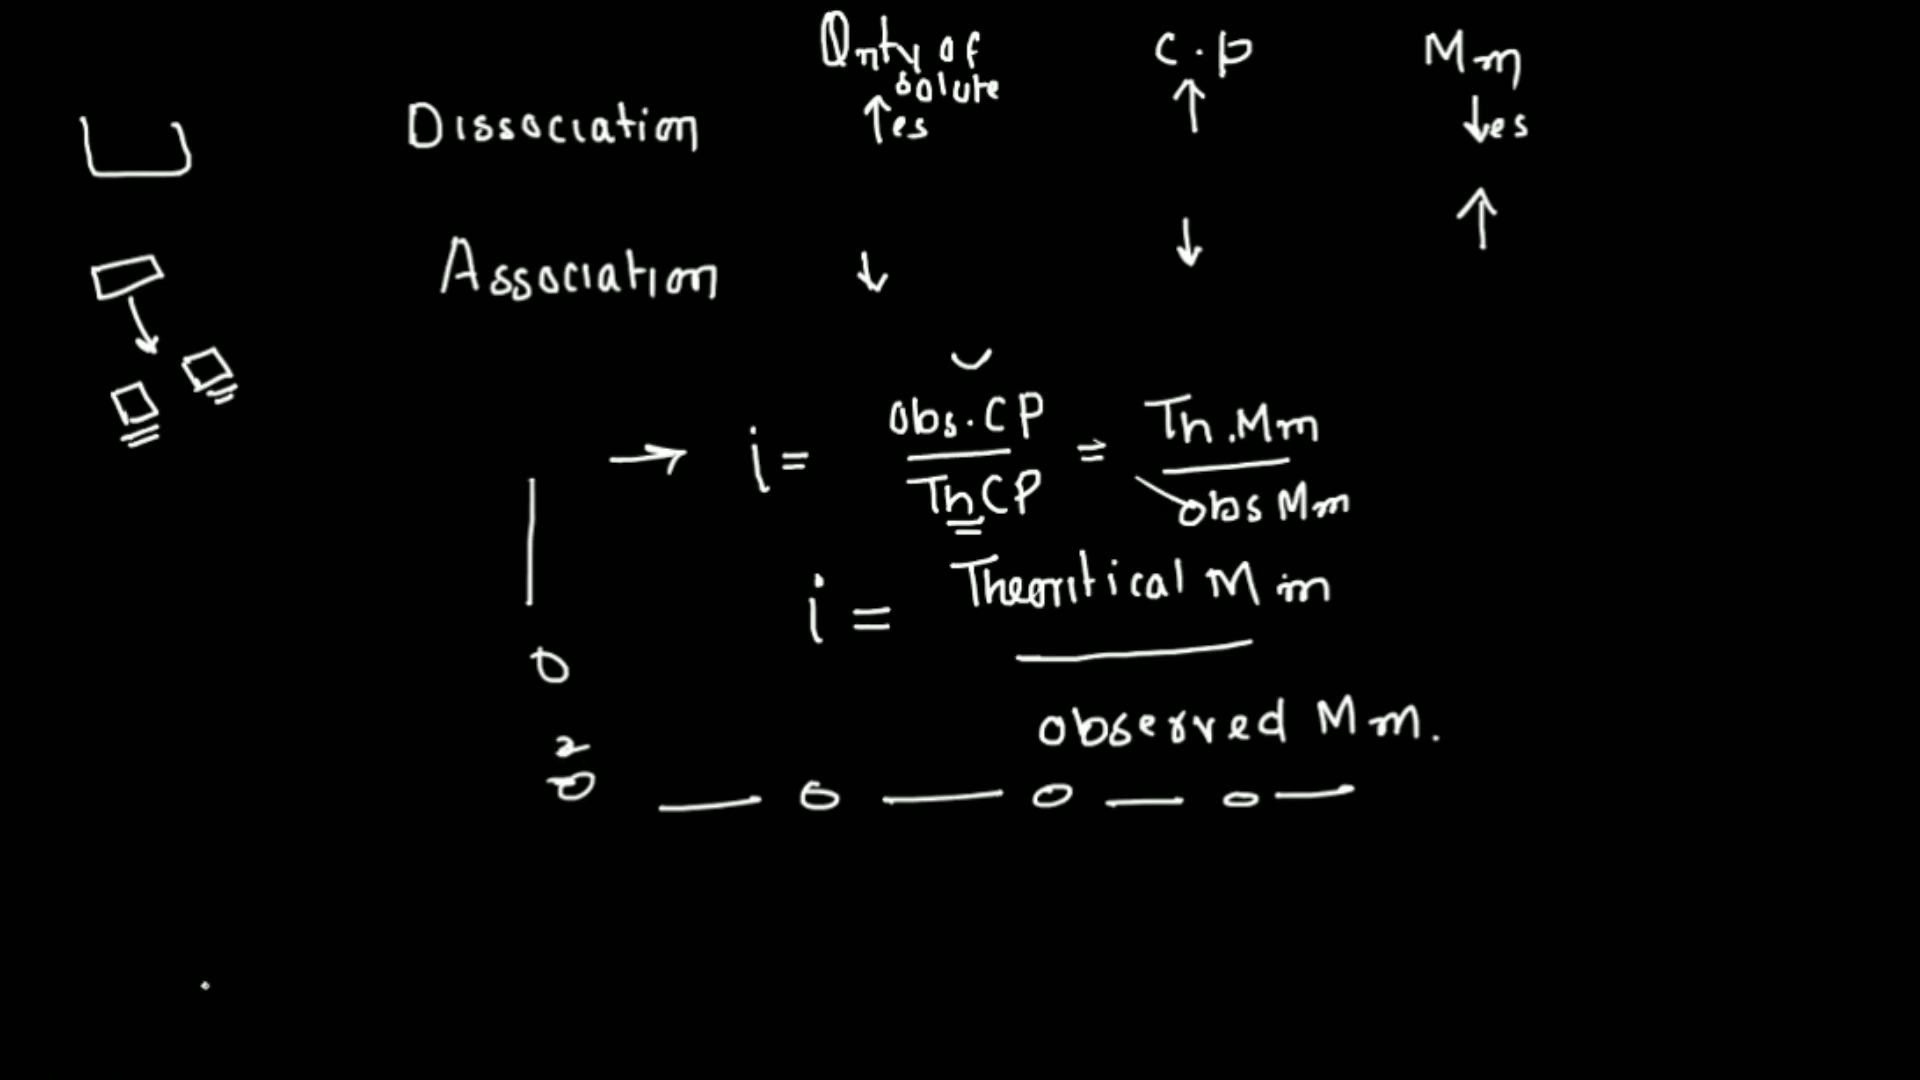 Qnty of solute C.p Mm
Dissociation ↑es ↑ ↓es
Association ↓ ↓ ↑
→ i = obs.CP / Th CP = Th.Mm / obs Mm
i = Theoritical Mm
observed Mm.